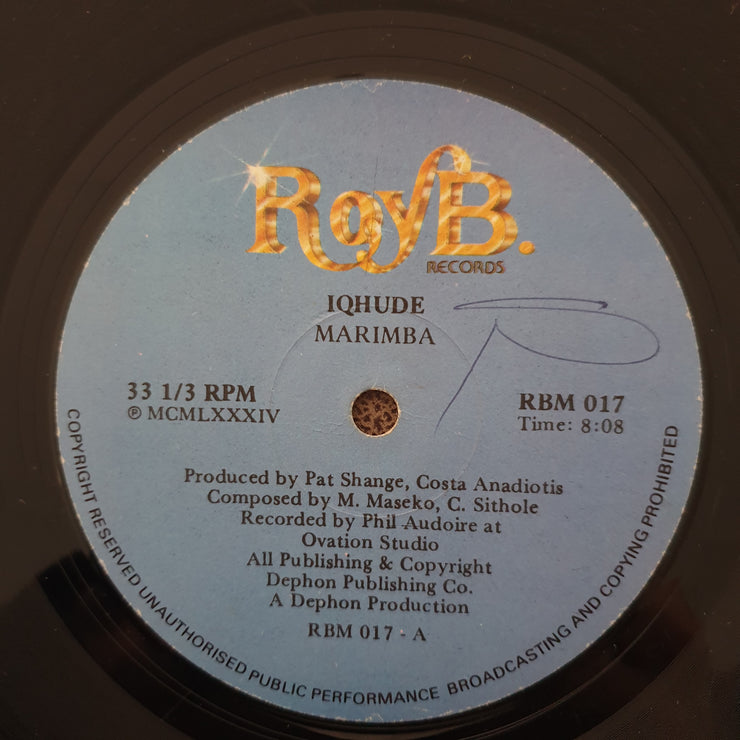 RoyB.
RECORDS
IQHUDE
MARIMBA
33 1/3 RPM
℗ MCMLXXXIV
RBM 017
Time: 8:08
Produced by Pat Shange, Costa Anadiotis
Composed by M. Maseko, C. Sithole
Recorded by Phil Audoire at
Ovation Studio
All Publishing & Copyright
Dephon Publishing Co.
A Dephon Production
RBM 017 - A
COPYRIGHT RESERVED UNAUTHORISED PUBLIC PERFORMANCE BROADCASTING AND COPYING PROHIBITED